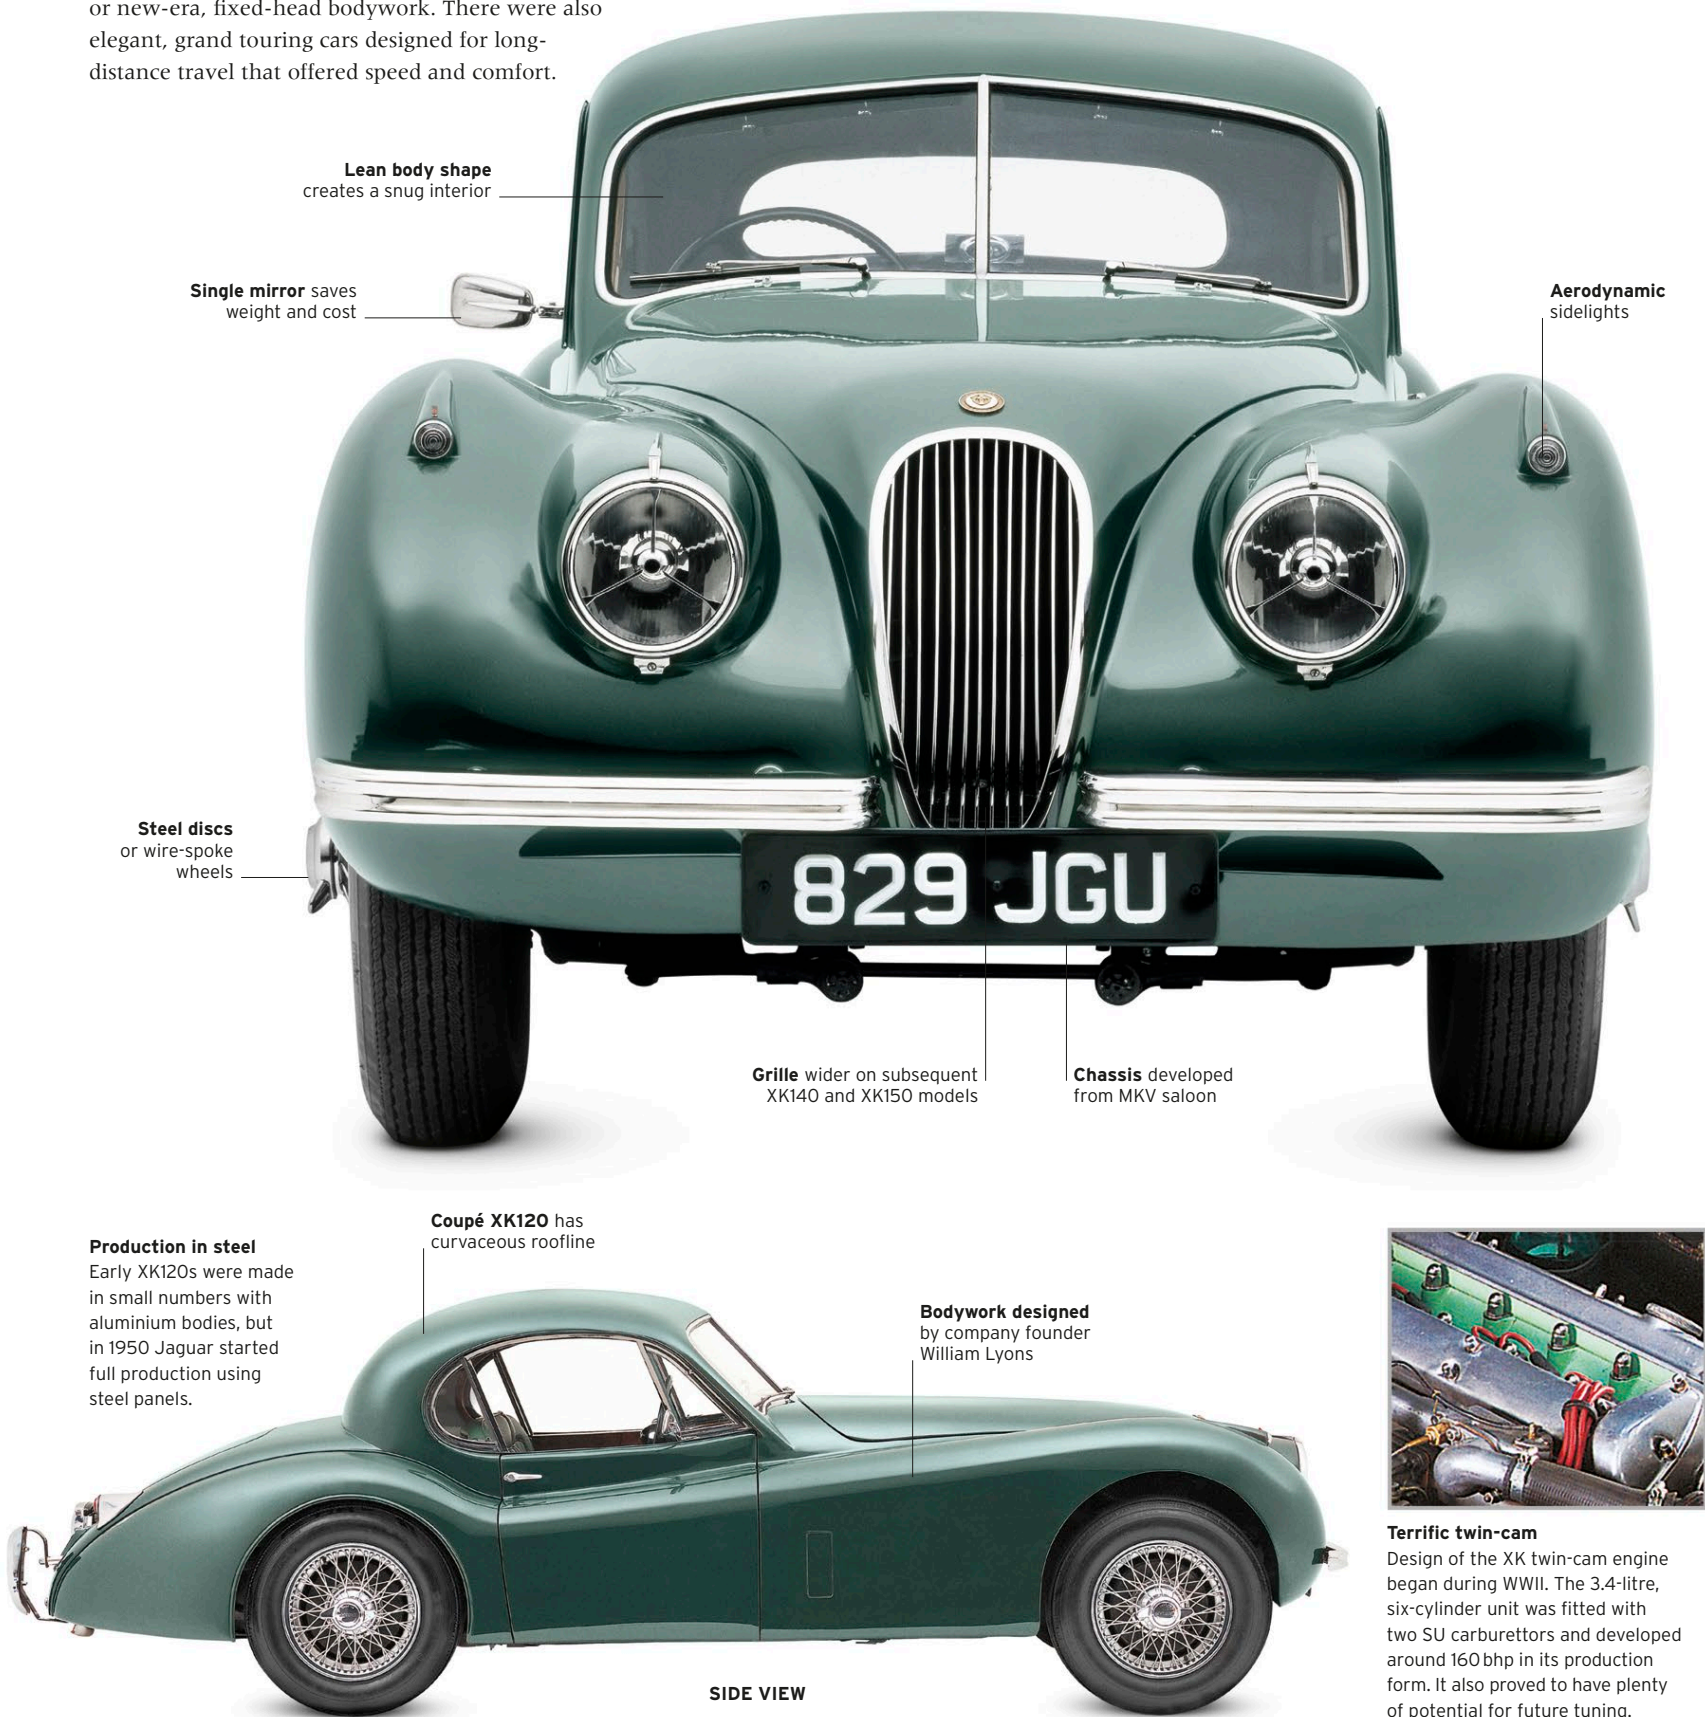 or new-era, fixed-head bodywork. There were also
elegant, grand touring cars designed for long-
distance travel that offered speed and comfort.
Lean body shape
creates a snug interior
Single mirror saves
weight and cost
Aerodynamic
sidelights
Steel discs
or wire-spoke
wheels
829 JGU
Grille wider on subsequent
XK140 and XK150 models
Chassis developed
from MKV saloon
Production in steel
Early XK120s were made
in small numbers with
aluminium bodies, but
in 1950 Jaguar started
full production using
steel panels.
Coupé XK120 has
curvaceous roofline
Bodywork designed
by company founder
William Lyons
SIDE VIEW
Terrific twin-cam
Design of the XK twin-cam engine
began during WWII. The 3.4-litre,
six-cylinder unit was fitted with
two SU carburettors and developed
around 160 bhp in its production
form. It also proved to have plenty
of potential for future tuning.